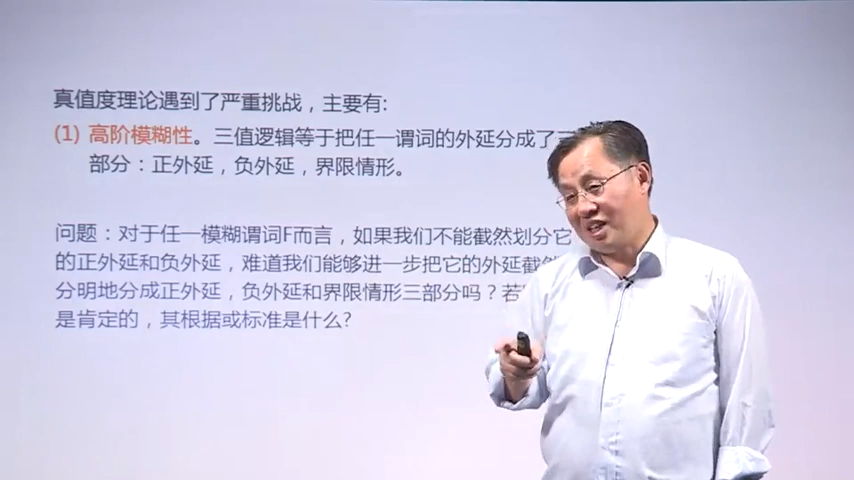 真值度理论遇到了严重挑战，主要有:
(1) 高阶模糊性。三值逻辑等于把任一谓词的外延分成了三
部分：正外延，负外延，界限情形。
问题：对于任一模糊谓词F而言，如果我们不能截然划分它
的正外延和负外延，难道我们能够进一步把它的外延截
分明地分成正外延，负外延和界限情形三部分吗？若
是肯定的，其根据或标准是什么?